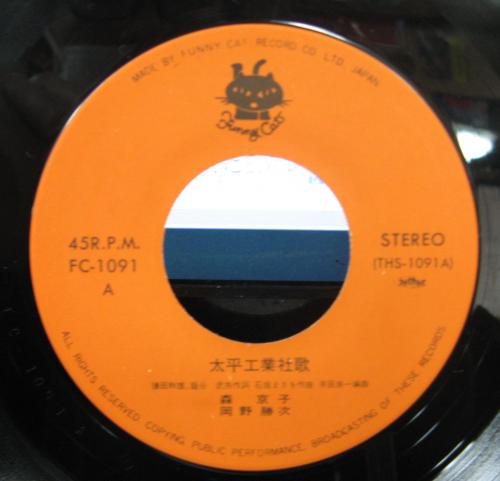 MADE BY FUNNY CAT RECORD CO. LTD. JAPAN
Funny Cat
45R.P.M.
FC-1091
A
STEREO
(THS-1091A)
太平工業社歌
森 京子
岡野勝次
ALL RIGHTS RESERVED. COPYING, PUBLIC PERFORMANCE, BROADCASTING OF THESE RECORDS